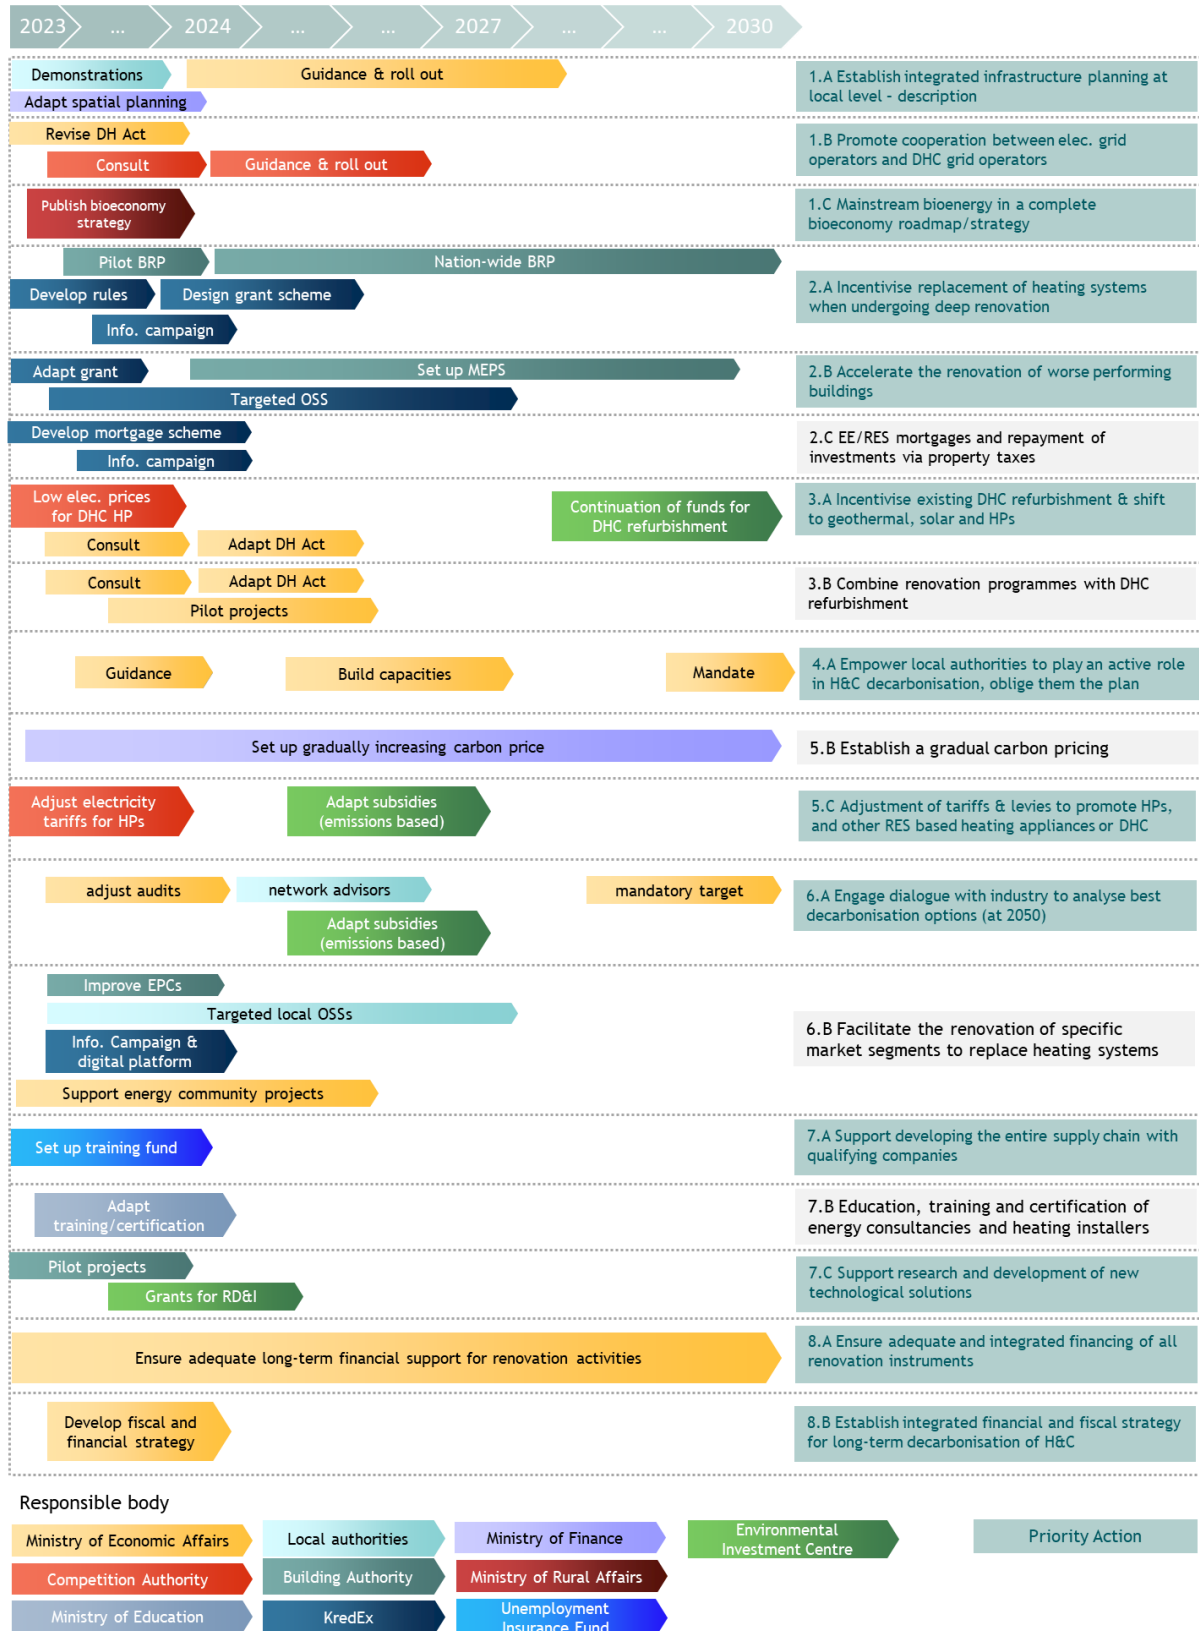 2023 ... 2024 ... ... 2027 ... ... 2030
Demonstrations
Guidance & roll out
Adapt spatial planning
1.A Establish integrated infrastructure planning at
local level - description
Revise DH Act
Consult
Guidance & roll out
1.B Promote cooperation between elec. grid
operators and DHC grid operators
Publish bioeconomy
strategy
1.C Mainstream bioenergy in a complete
bioeconomy roadmap/strategy
Pilot BRP
Nation-wide BRP
Develop rules
Design grant scheme
Info. campaign
2.A Incentivise replacement of heating systems
when undergoing deep renovation
Adapt grant
Set up MEPS
Targeted OSS
2.B Accelerate the renovation of worse performing
buildings
Develop mortgage scheme
Info. campaign
2.C EE/RES mortgages and repayment of
investments via property taxes
Low elec. prices
for DHC HP
Continuation of funds for
DHC refurbishment
Consult
Adapt DH Act
3.A Incentivise existing DHC refurbishment & shift
to geothermal, solar and HPs
Consult
Adapt DH Act
Pilot projects
3.B Combine renovation programmes with DHC
refurbishment
Guidance
Build capacities
Mandate
4.A Empower local authorities to play an active role
in H&C decarbonisation, oblige them the plan
Set up gradually increasing carbon price
5.B Establish a gradual carbon pricing
Adjust electricity
tariffs for HPs
Adapt subsidies
(emissions based)
5.C Adjustment of tariffs & levies to promote HPs,
and other RES based heating appliances or DHC
adjust audits
network advisors
mandatory target
Adapt subsidies
(emissions based)
6.A Engage dialogue with industry to analyse best
decarbonisation options (at 2050)
Improve EPCs
Targeted local OSSs
Info. Campaign &
digital platform
Support energy community projects
6.B Facilitate the renovation of specific
market segments to replace heating systems
Set up training fund
7.A Support developing the entire supply chain with
qualifying companies
Adapt
training/certification
7.B Education, training and certification of
energy consultancies and heating installers
Pilot projects
Grants for RD&I
7.C Support research and development of new
technological solutions
Ensure adequate long-term financial support for renovation activities
8.A Ensure adequate and integrated financing of all
renovation instruments
Develop fiscal and
financial strategy
8.B Establish integrated financial and fiscal strategy
for long-term decarbonisation of H&C
Responsible body
Ministry of Economic Affairs
Local authorities
Ministry of Finance
Environmental
Investment Centre
Priority Action
Competition Authority
Building Authority
Ministry of Rural Affairs
Ministry of Education
KredEx
Unemployment
Insurance Fund